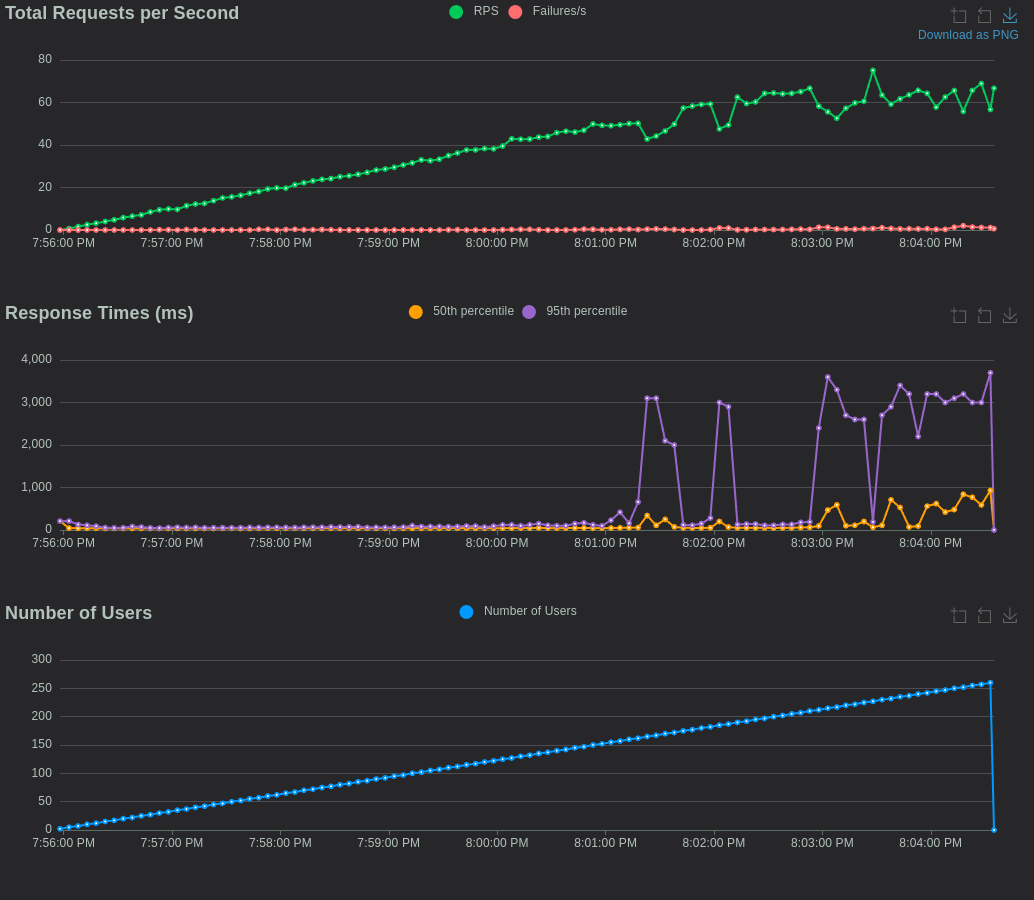 Total Requests per Second
RPS Failures/s
Download as PNG
80
60
40
20
0
7:56:00 PM 7:57:00 PM 7:58:00 PM 7:59:00 PM 8:00:00 PM 8:01:00 PM 8:02:00 PM 8:03:00 PM 8:04:00 PM
Response Times (ms)
50th percentile 95th percentile
4,000
3,000
2,000
1,000
0
7:56:00 PM 7:57:00 PM 7:58:00 PM 7:59:00 PM 8:00:00 PM 8:01:00 PM 8:02:00 PM 8:03:00 PM 8:04:00 PM
Number of Users
Number of Users
300
250
200
150
100
50
0
7:56:00 PM 7:57:00 PM 7:58:00 PM 7:59:00 PM 8:00:00 PM 8:01:00 PM 8:02:00 PM 8:03:00 PM 8:04:00 PM